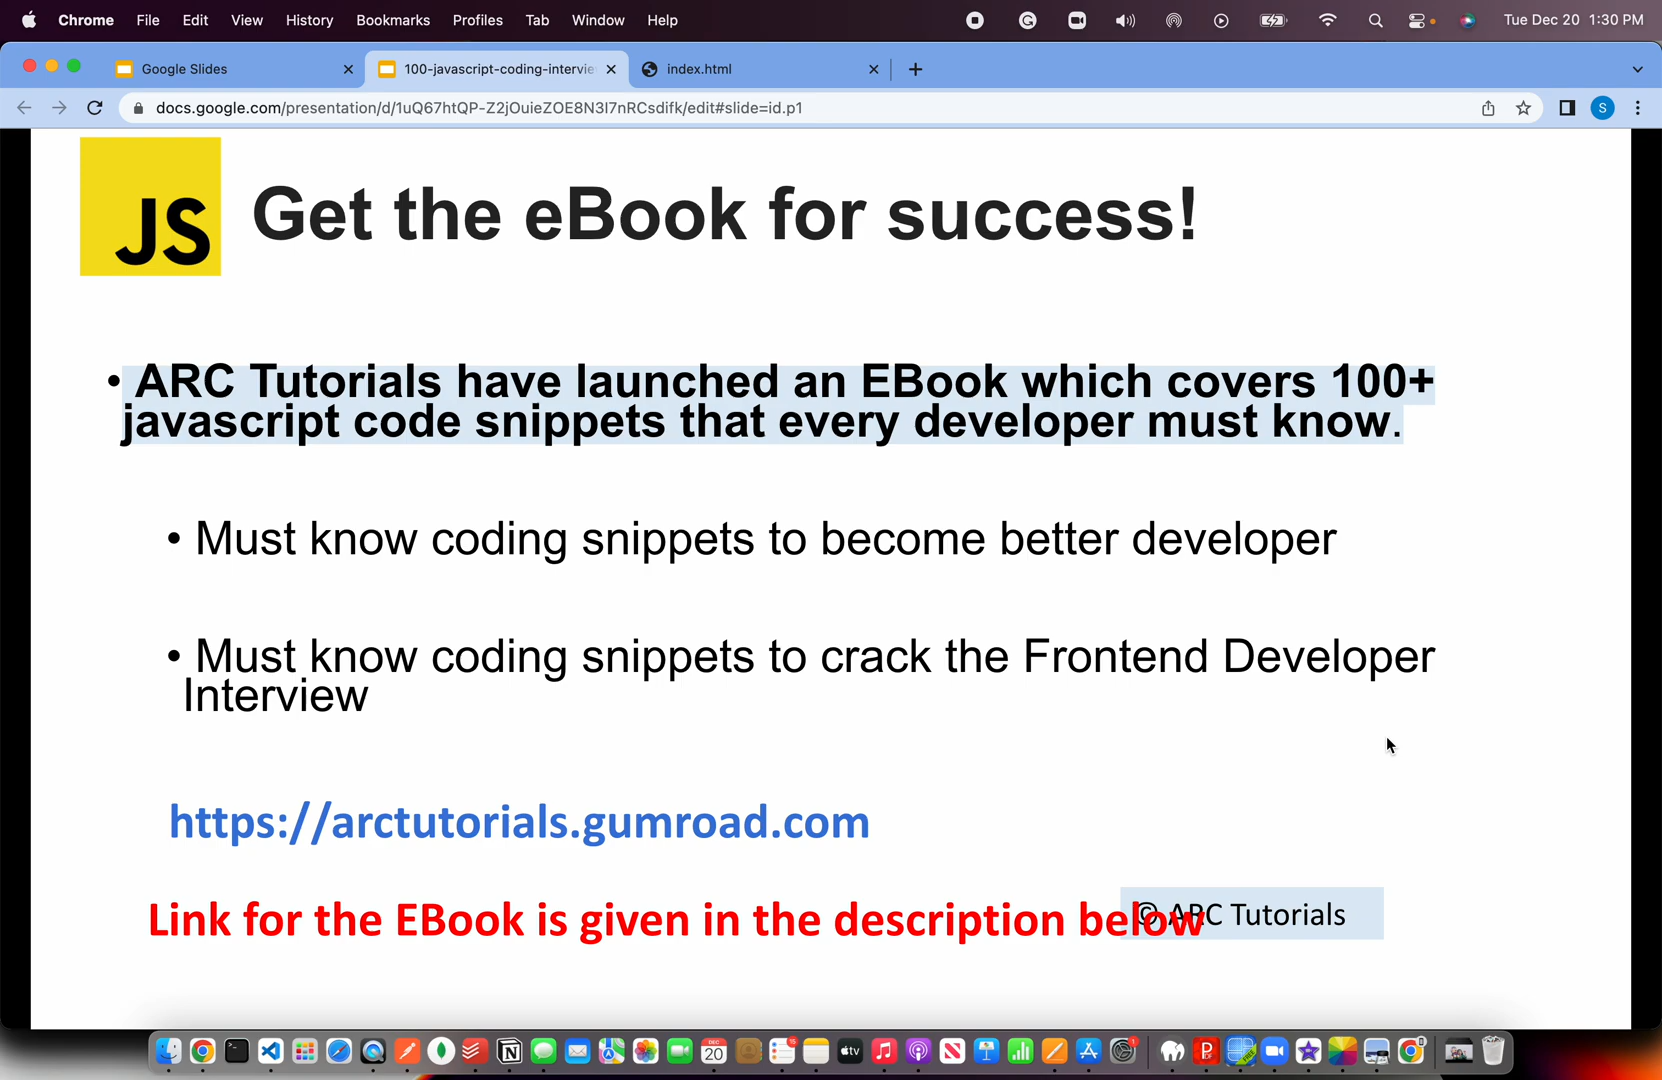 Chrome File Edit View History Bookmarks Profiles Tab Window Help Tue Dec 20 1:30 PM
Google Slides 100-javascript-coding-intervie index.html
docs.google.com/presentation/d/1uQ67htQP-Z2jOuieZOE8N3I7nRCsdifk/edit#slide=id.p1 S
JS
Get the eBook for success!
• ARC Tutorials have launched an EBook which covers 100+
javascript code snippets that every developer must know.
• Must know coding snippets to become better developer
• Must know coding snippets to crack the Frontend Developer
Interview
https://arctutorials.gumroad.com
Link for the EBook is given in the description below
© ARC Tutorials
DEC
20
tv